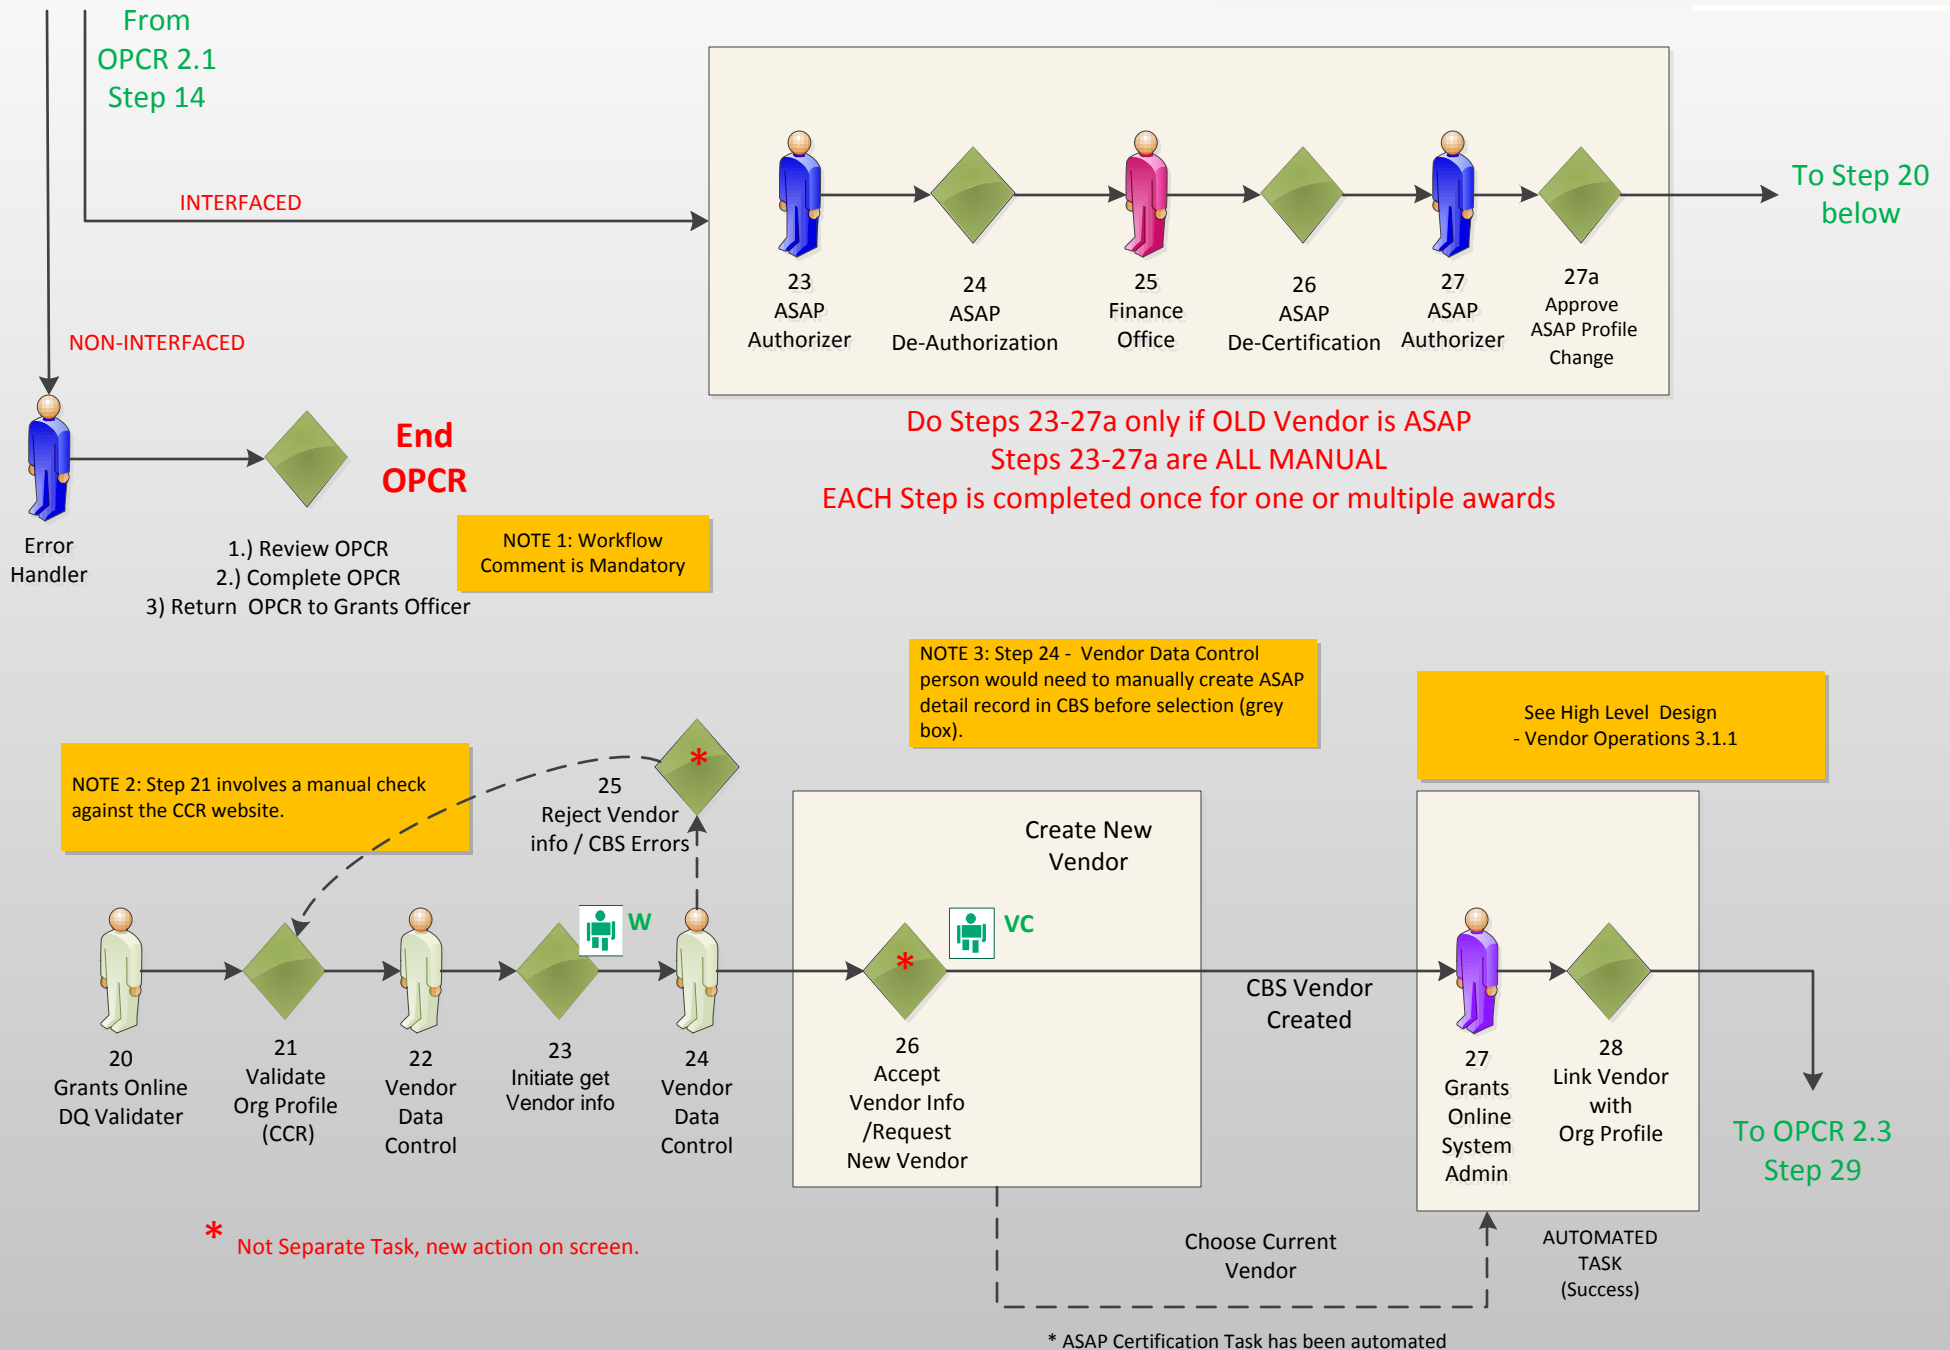 From
OPCR 2.1
Step 14
INTERFACED
NON-INTERFACED
23
ASAP
Authorizer
24
ASAP
De-Authorization
25
Finance
Office
26
ASAP
De-Certification
27
ASAP
Authorizer
27a
Approve
ASAP Profile
Change
To Step 20
below
Do Steps 23-27a only if OLD Vendor is ASAP
Steps 23-27a are ALL MANUAL
EACH Step is completed once for one or multiple awards
Error
Handler
End
OPCR
1.) Review OPCR
2.) Complete OPCR
3) Return  OPCR to Grants Officer
NOTE 1: Workflow
Comment is Mandatory
NOTE 2: Step 21 involves a manual check
against the CCR website.
NOTE 3: Step 24 -  Vendor Data Control
person would need to manually create ASAP
detail record in CBS before selection (grey
box).
See High Level  Design
- Vendor Operations 3.1.1
*
25
Reject Vendor
info / CBS Errors
20
Grants Online
DQ Validater
21
Validate
Org Profile
(CCR)
22
Vendor
Data
Control
W
23
Initiate get
Vendor info
24
Vendor
Data
Control
Create New
Vendor
*
VC
26
Accept
Vendor Info
/Request
New Vendor
CBS Vendor
Created
27
Grants
Online
System
Admin
28
Link Vendor
with
Org Profile
To OPCR 2.3
Step 29
* Not Separate Task, new action on screen.
Choose Current
Vendor
AUTOMATED
TASK
(Success)
* ASAP Certification Task has been automated